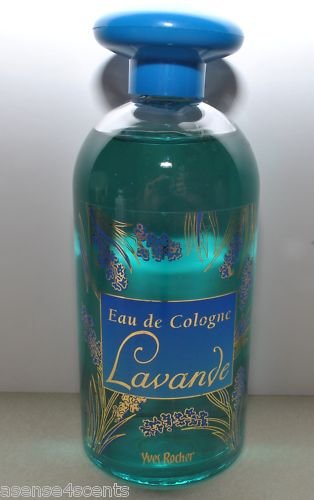 Eau de Cologne
Lavande
Yves Rocher
asense4scents